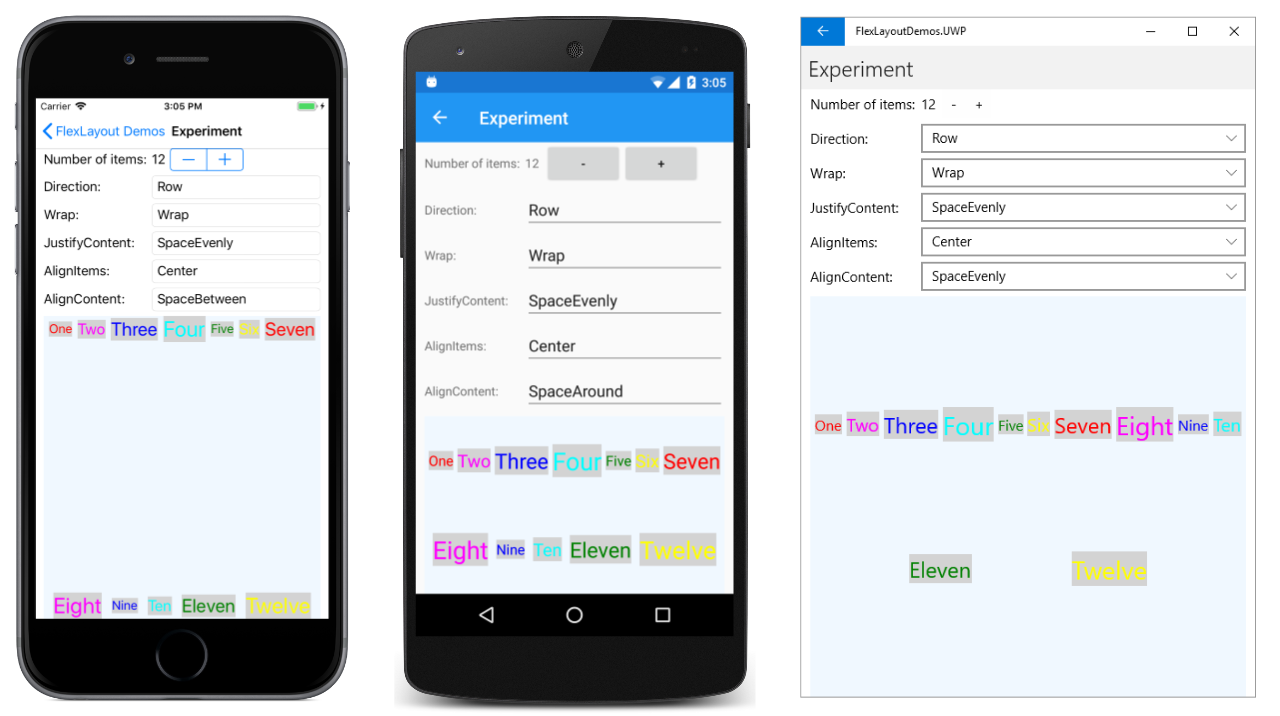 Carrier 3:05 PM
FlexLayout Demos Experiment
Number of items: 12 − +
Direction: Row
Wrap: Wrap
JustifyContent: SpaceEvenly
AlignItems: Center
AlignContent: SpaceBetween
One Two Three Four Five Six Seven
Eight Nine Ten Eleven Twelve
3:05
Experiment
Number of items: 12 - +
Direction: Row
Wrap: Wrap
JustifyContent: SpaceEvenly
AlignItems: Center
AlignContent: SpaceAround
One Two Three Four Five Six Seven
Eight Nine Ten Eleven Twelve
FlexLayoutDemos.UWP
Experiment
Number of items: 12 - +
Direction: Row
Wrap: Wrap
JustifyContent: SpaceEvenly
AlignItems: Center
AlignContent: SpaceEvenly
One Two Three Four Five Six Seven Eight Nine Ten
Eleven Twelve